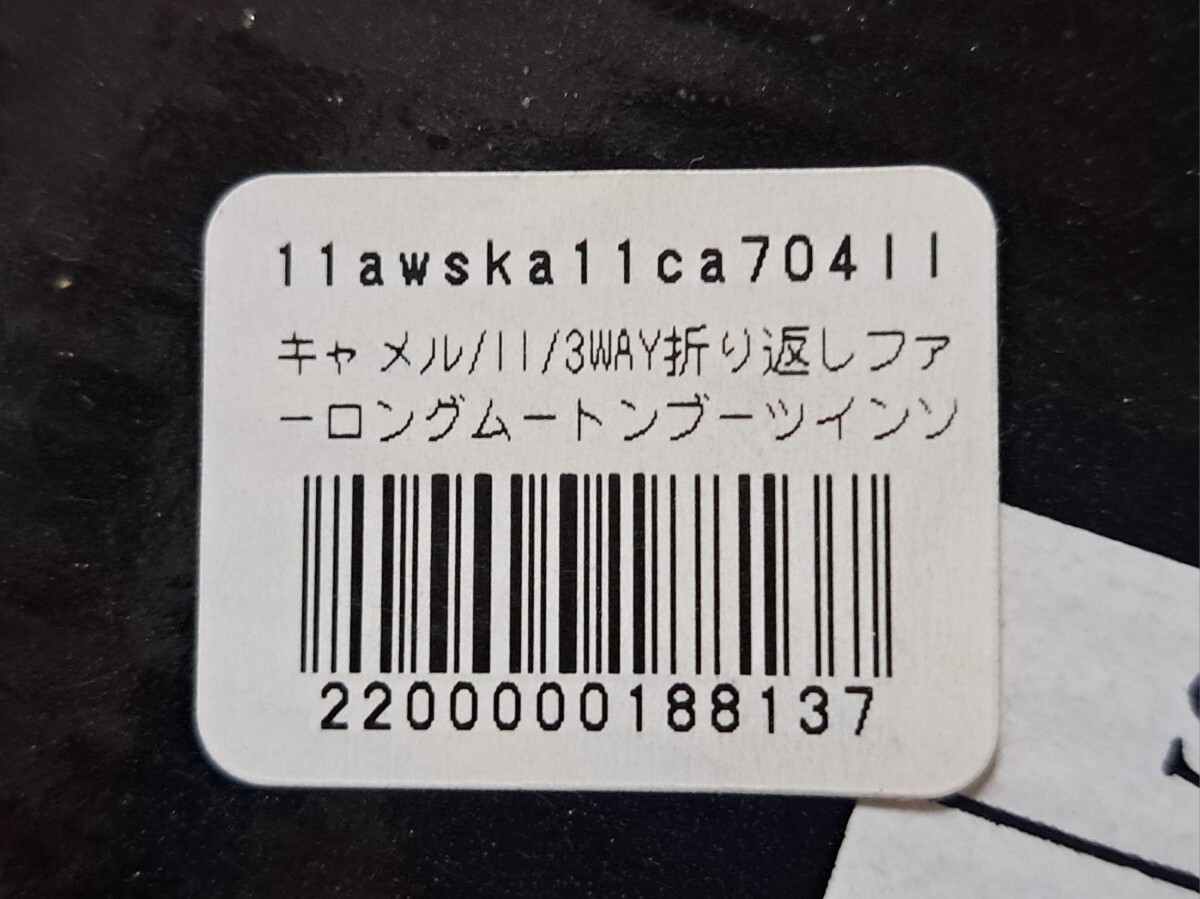 11awska11ca704ll
キャメル/ll/3WAY折り返しファ
ーロングムートンブーツインソ
2200000188137